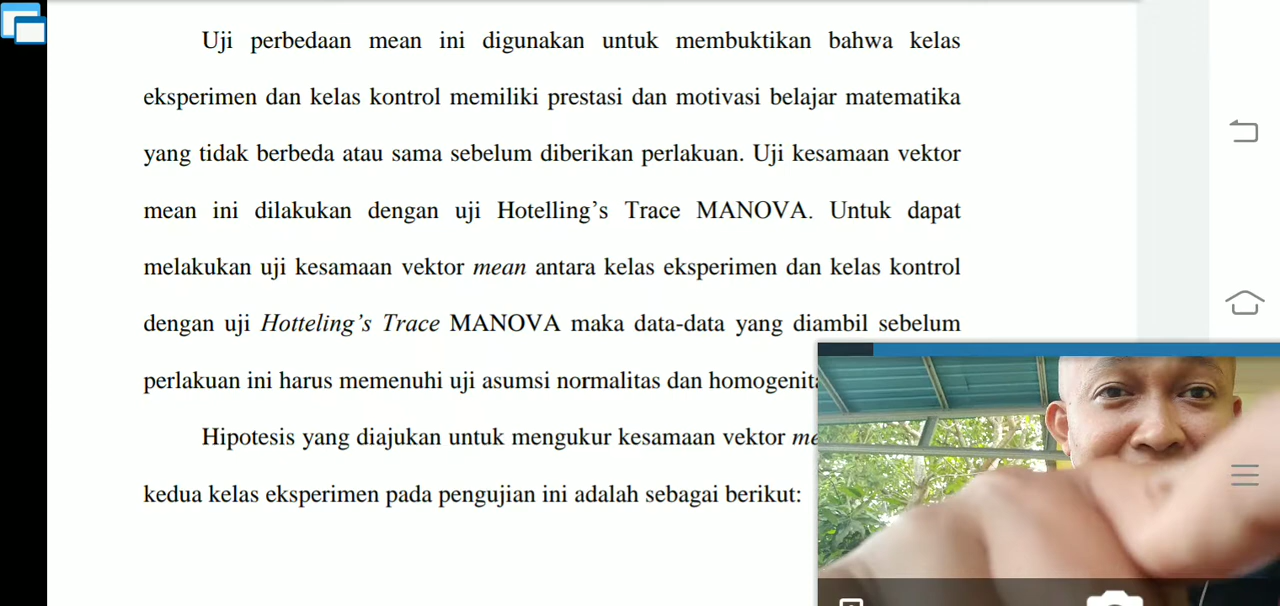 Uji perbedaan mean ini digunakan untuk membuktikan bahwa kelas
eksperimen dan kelas kontrol memiliki prestasi dan motivasi belajar matematika
yang tidak berbeda atau sama sebelum diberikan perlakuan. Uji kesamaan vektor
mean ini dilakukan dengan uji Hotelling’s Trace MANOVA. Untuk dapat
melakukan uji kesamaan vektor mean antara kelas eksperimen dan kelas kontrol
dengan uji Hotteling’s Trace MANOVA maka data-data yang diambil sebelum
perlakuan ini harus memenuhi uji asumsi normalitas dan
Hipotesis yang diajukan untuk mengukur kesamaan vektor
kedua kelas eksperimen pada pengujian ini adalah sebagai berikut: